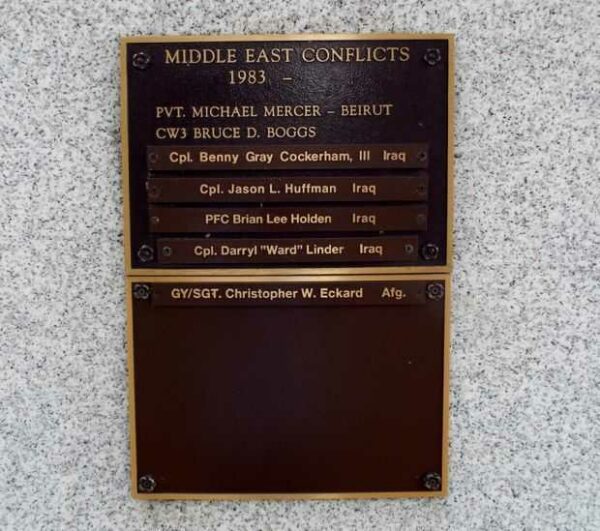 MIDDLE EAST CONFLICTS
1983 –
PVT. MICHAEL MERCER – BEIRUT
CW3 BRUCE D. BOGGS
Cpl. Benny Gray Cockerham, III Iraq
Cpl. Jason L. Huffman Iraq
PFC Brian Lee Holden Iraq
Cpl. Darryl "Ward" Linder Iraq
GY/SGT. Christopher W. Eckard Afg.